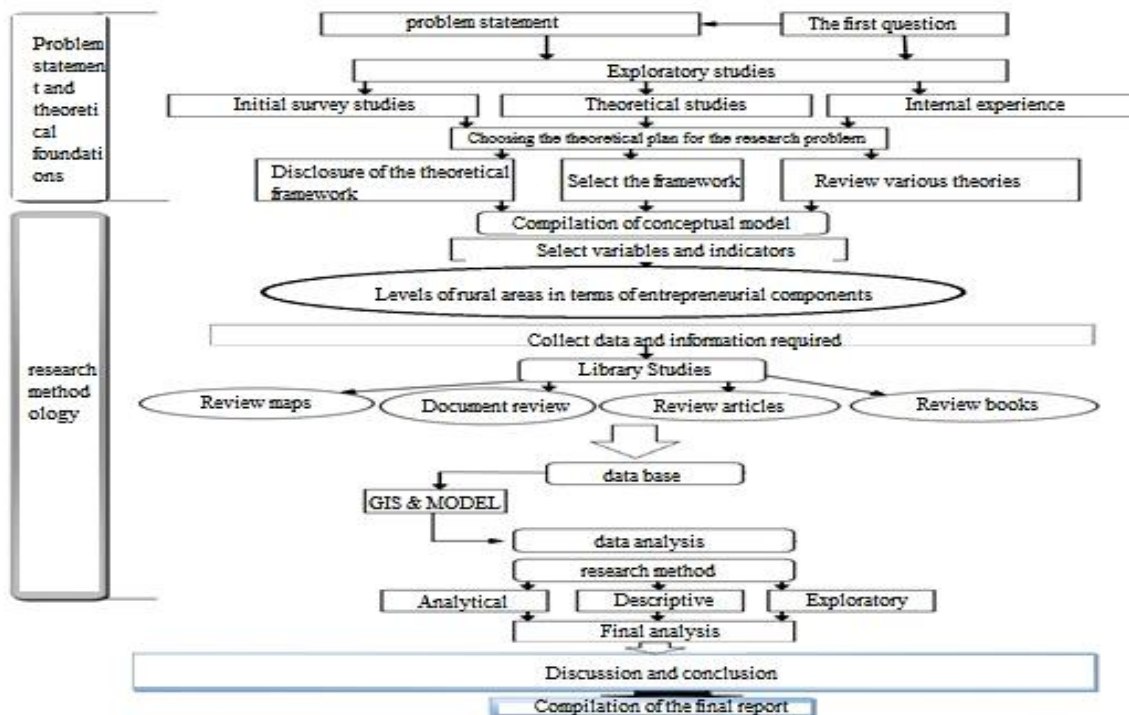 problem statement
The first question
Problem
statemen
t and
theoreti
cal
foundati
ons
Exploratory studies
Initial survey studies
Theoretical studies
Internal experience
Choosing the theoretical plan for the research problem
Disclosure of the theoretical
framework
Select the framework
Review various theories
Compilation of conceptual model
Select variables and indicators
Levels of rural areas in terms of entrepreneurial components
Collect data and information required
research
method
ology
Library Studies
Review maps
Document review
Review articles
Review books
data base
GIS & MODEL
data analysis
research method
Analytical
Descriptive
Exploratory
Final analysis
Discussion and conclusion
Compilation of the final report